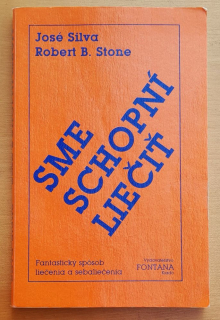 José Silva
Robert B. Stone
SME
SCHOPNÍ
LIEČIŤ
Fantastický spôsob
liečenia a sebaliečenia
Vydavateľstvo
FONTANA